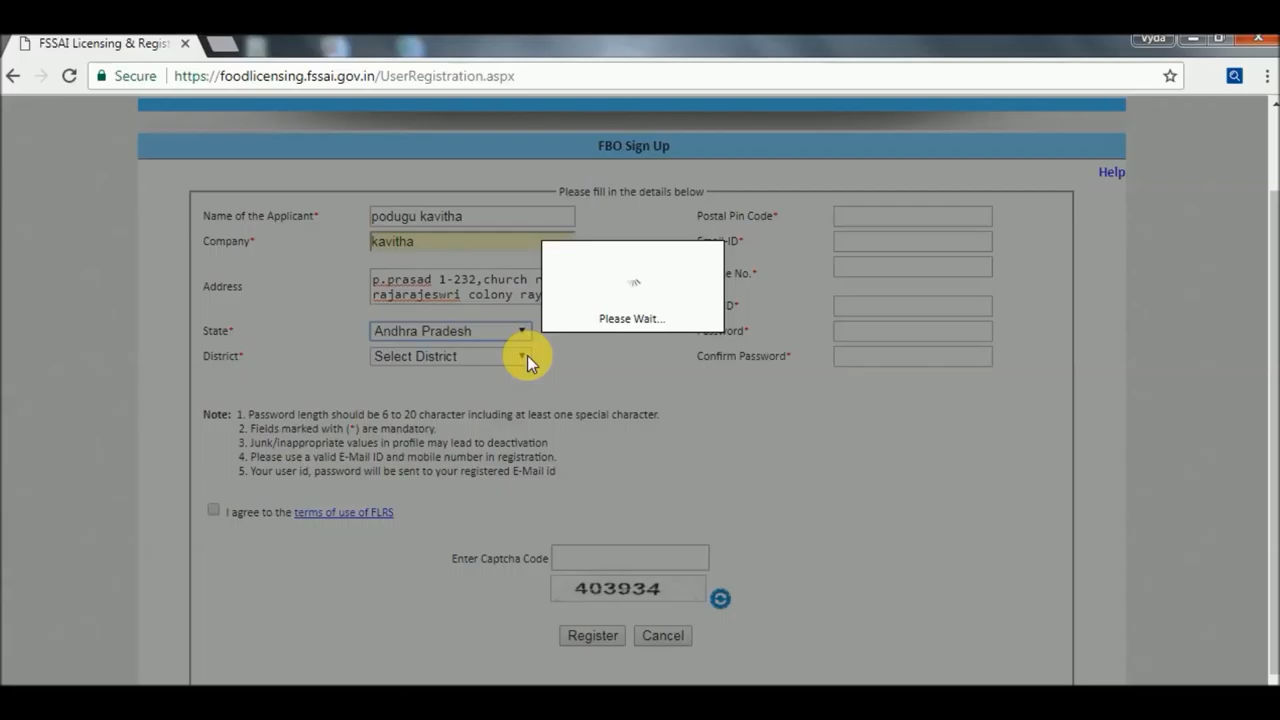 FSSAI Licensing & Regis
Vyda
Secure
https://foodlicensing.fssai.gov.in/UserRegistration.aspx
FBO Sign Up
Help
Please fill in the details below
Name of the Applicant*
podugu kavitha
Postal Pin Code*
Company*
kavitha
-ID*
Address
p.prasad 1-232,church
rajarajeswri colony ray
e No.*
ID*
State*
Andhra Pradesh
Password*
District*
Select District
Confirm Password*
Please Wait...
Note: 1. Password length should be 6 to 20 character including at least one special character.
2. Fields marked with (*) are mandatory.
3. Junk/inappropriate values in profile may lead to deactivation
4. Please use a valid E-Mail ID and mobile number in registration.
5. Your user id, password will be sent to your registered E-Mail id
I agree to the terms of use of FLRS
Enter Captcha Code
403934
Register
Cancel